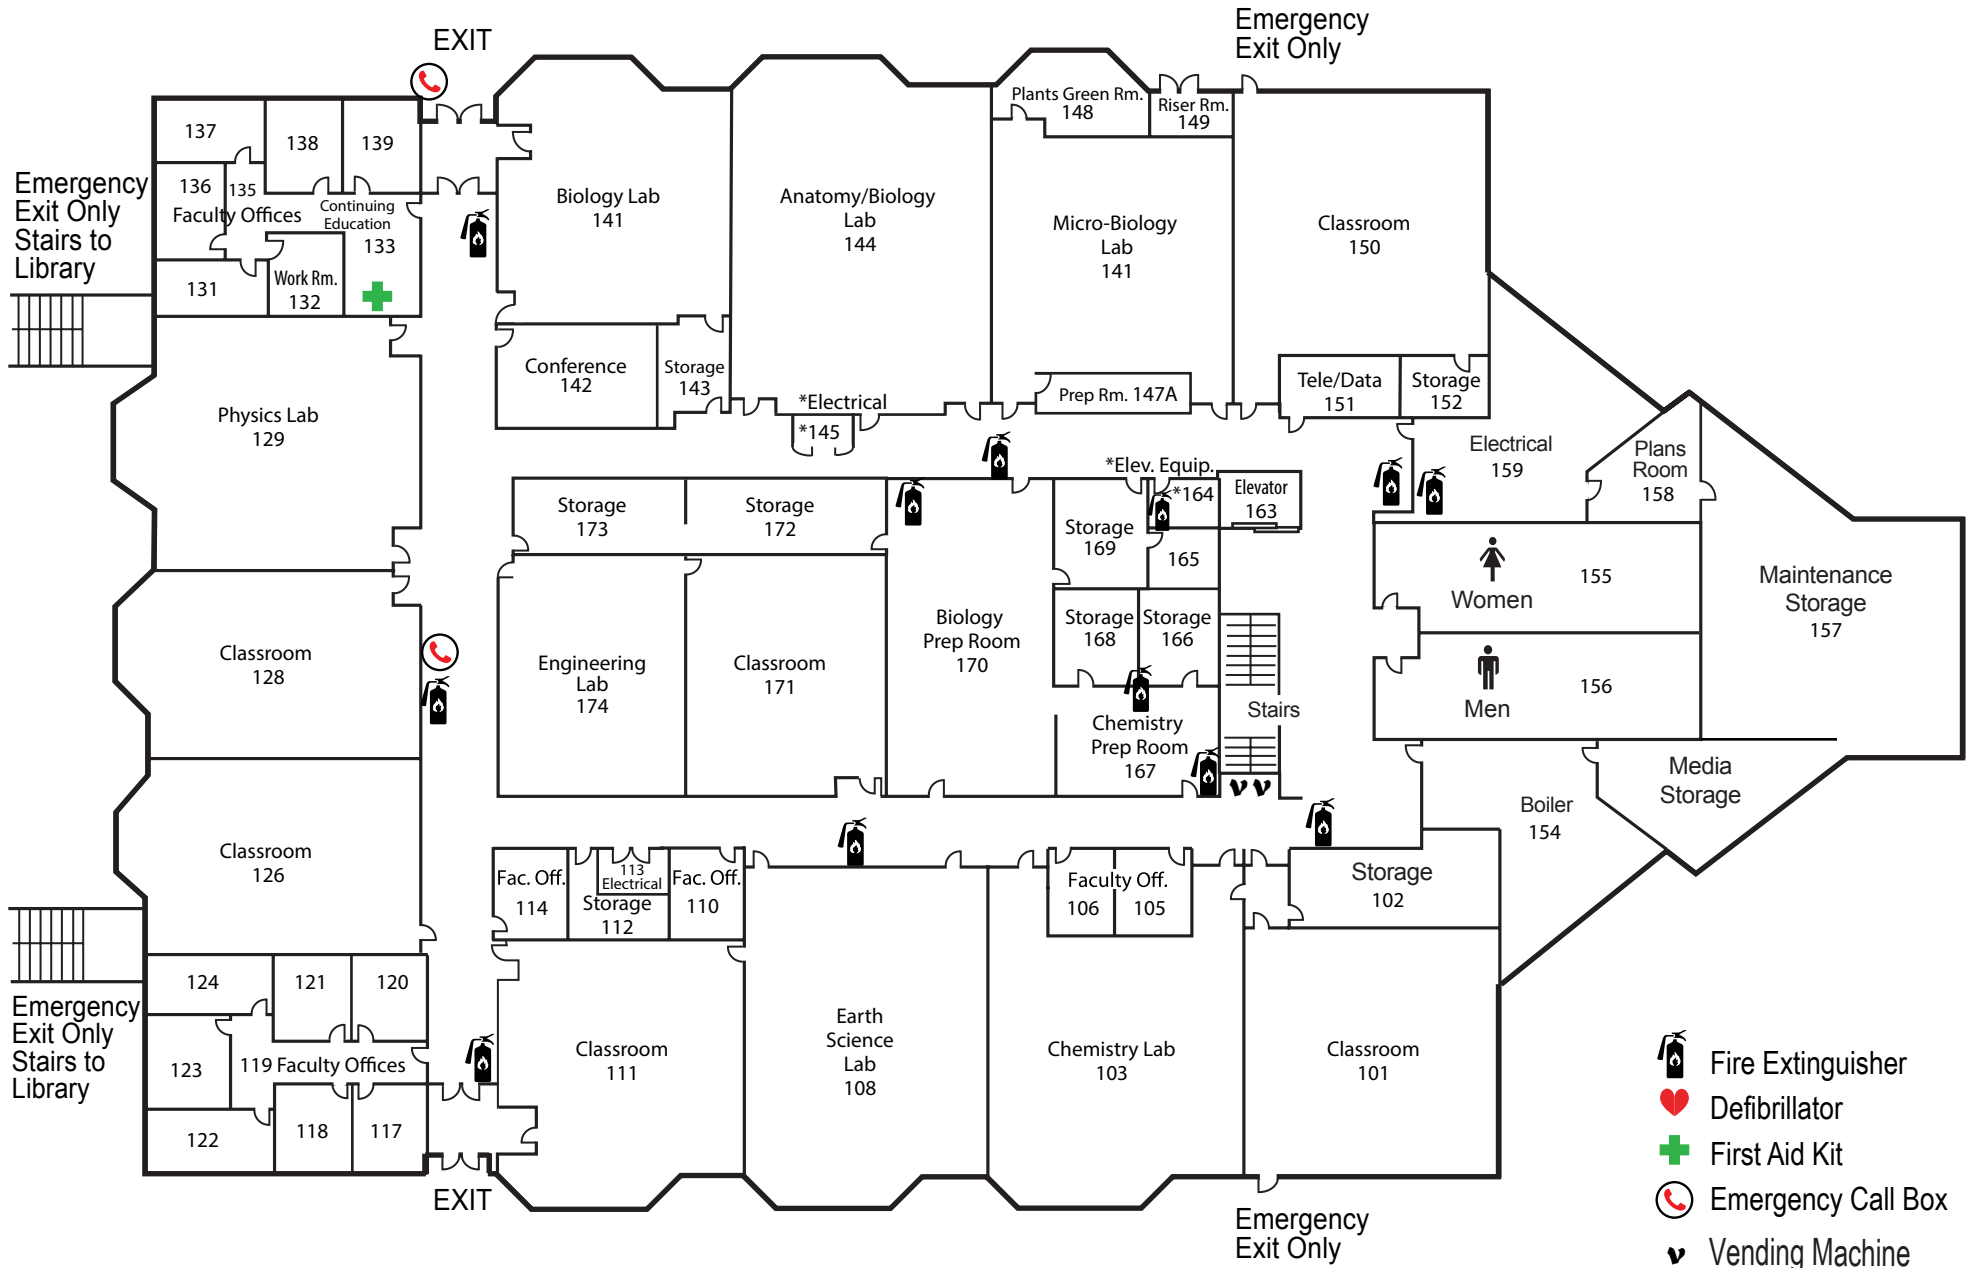 EXIT
Emergency
Exit Only
137
138
139
136
135
Faculty Offices
Continuing
Education
133
131
Work Rm.
132
Emergency
Exit Only
Stairs to
Library
Biology Lab
141
Anatomy/Biology
Lab
144
Plants Green Rm.
148
Riser Rm.
149
Micro-Biology
Lab
141
Classroom
150
Conference
142
Storage
143
*Electrical
*145
Prep Rm. 147A
Tele/Data
151
Storage
152
Physics Lab
129
Electrical
159
Plans
Room
158
Storage
173
Storage
172
*Elev. Equip.
*164
Elevator
163
Storage
169
165
Women
155
Maintenance
Storage
157
Classroom
128
Engineering
Lab
174
Classroom
171
Biology
Prep Room
170
Storage
168
Storage
166
Stairs
Men
156
Chemistry
Prep Room
167
v v
Media
Storage
Boiler
154
Classroom
126
Fac. Off.
114
113
Electrical
Storage
112
Fac. Off.
110
Faculty Off.
106
105
Storage
102
124
121
120
123
119 Faculty Offices
122
118
117
Emergency
Exit Only
Stairs to
Library
Classroom
111
Earth
Science
Lab
108
Chemistry Lab
103
Classroom
101
EXIT
Emergency
Exit Only
Fire Extinguisher
Defibrillator
First Aid Kit
Emergency Call Box
v v Vending Machine